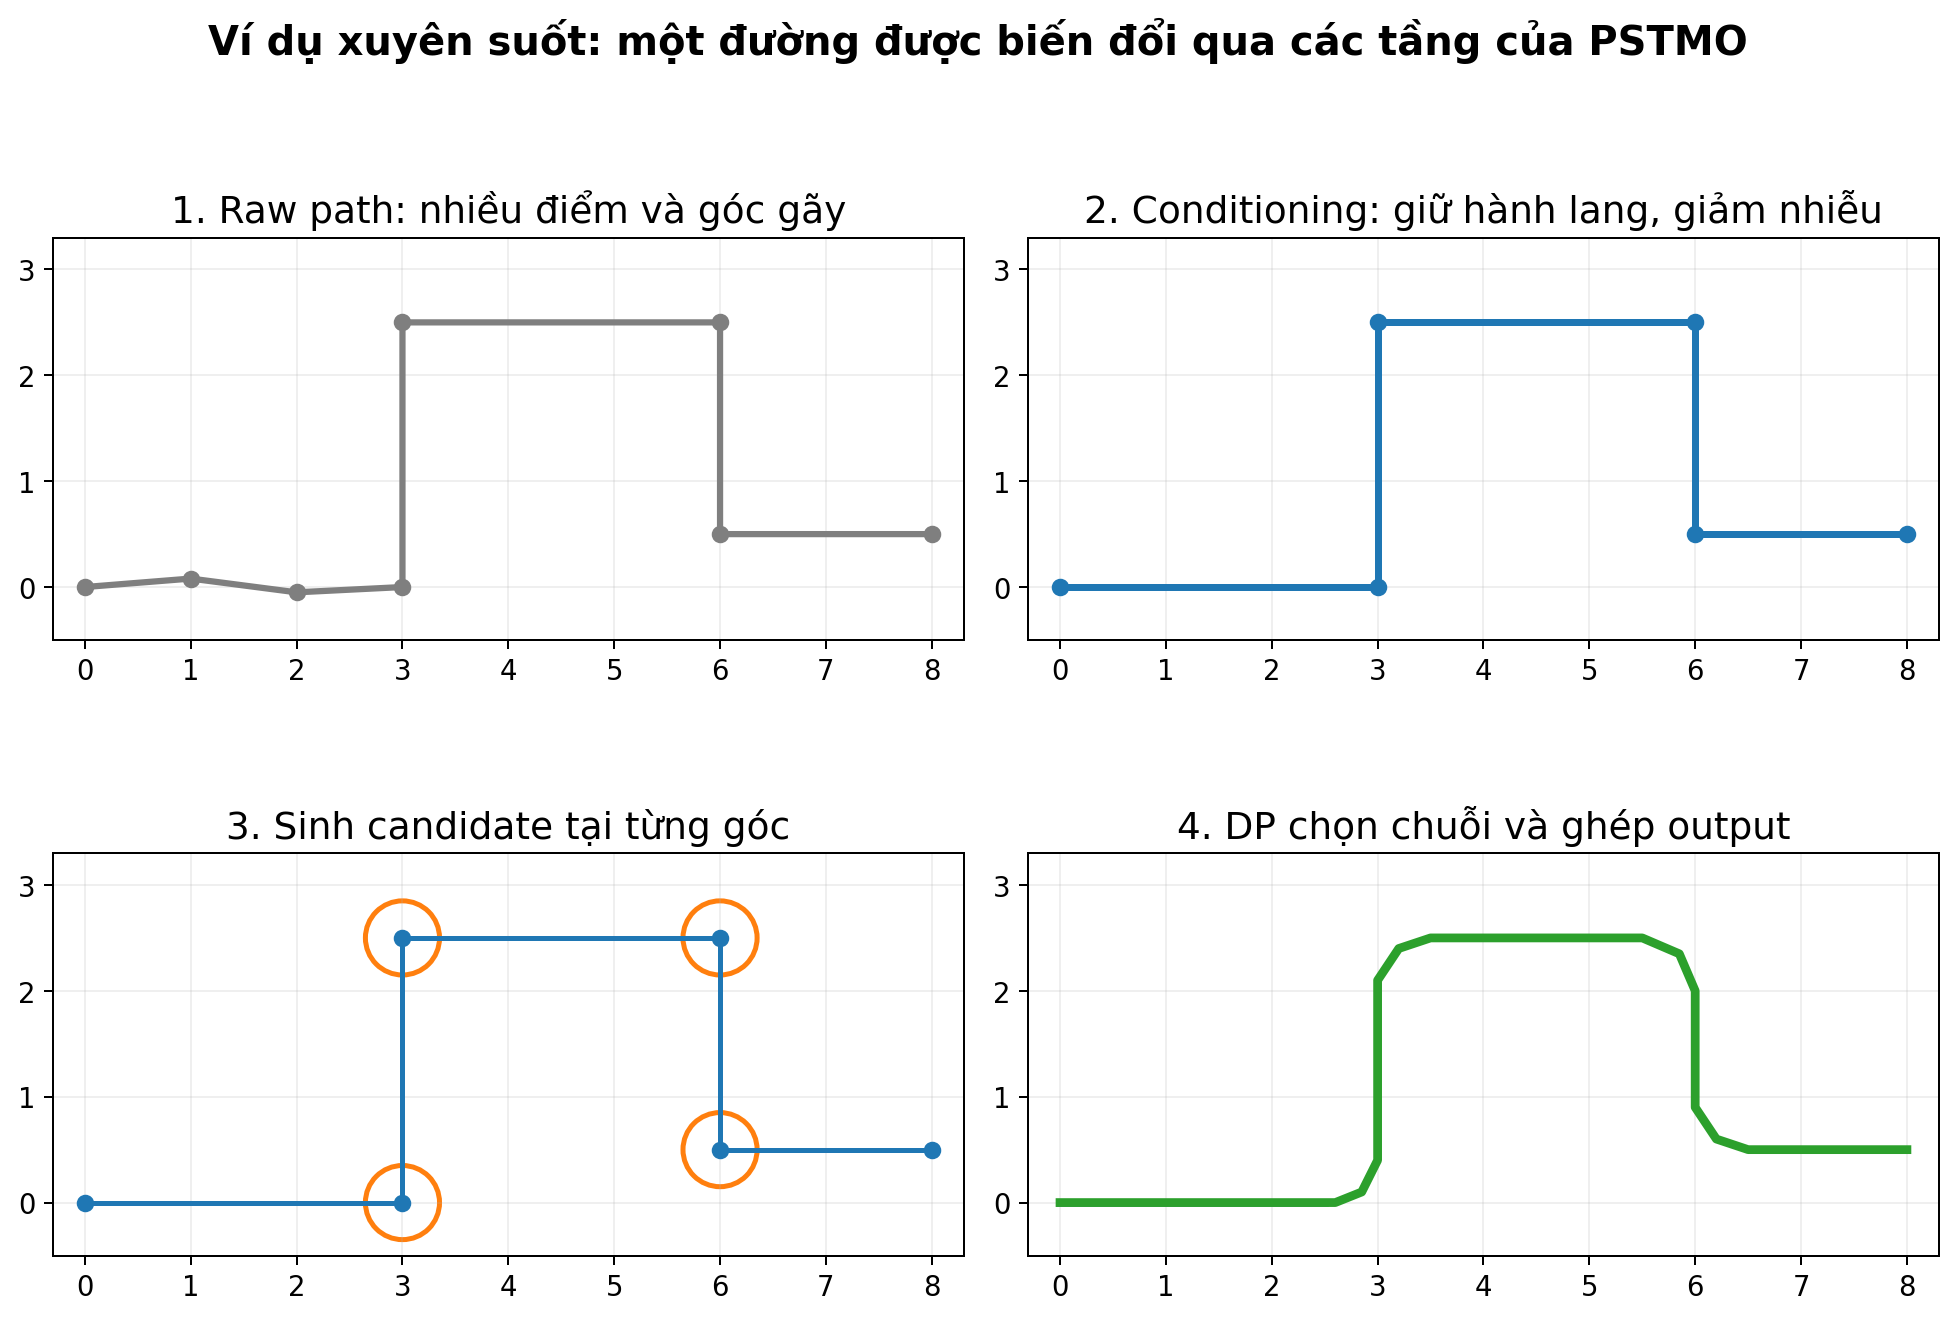 Ví dụ xuyên suốt: một đường được biến đổi qua các tầng của PSTMO
1. Raw path: nhiều điểm và góc gãy
3
2
1
0
0 1 2 3 4 5 6 7 8
2. Conditioning: giữ hành lang, giảm nhiễu
3
2
1
0
0 1 2 3 4 5 6 7 8
3. Sinh candidate tại từng góc
3
2
1
0
0 1 2 3 4 5 6 7 8
4. DP chọn chuỗi và ghép output
3
2
1
0
0 1 2 3 4 5 6 7 8